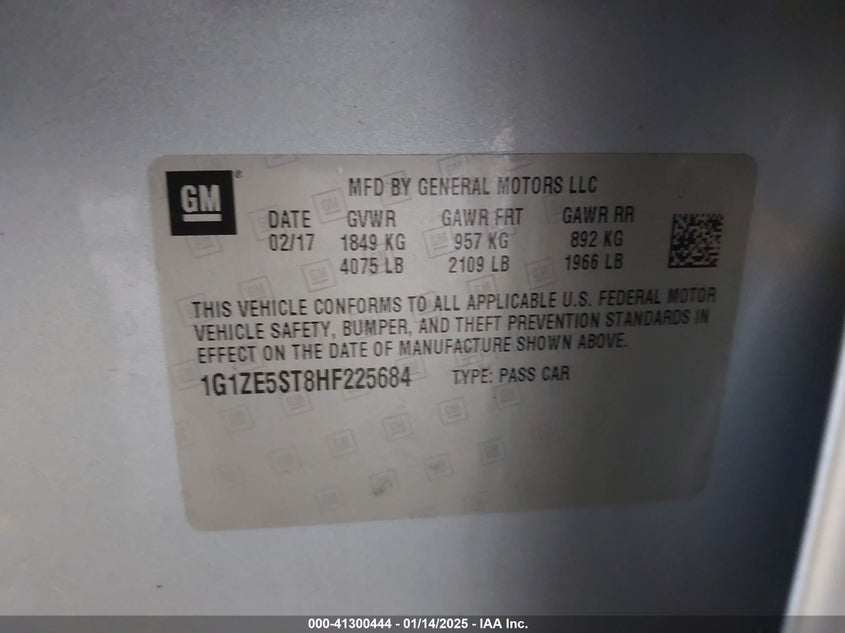 GM ®
MFD BY GENERAL MOTORS LLC
DATE GVWR GAWR FRT GAWR RR
02/17 1849 KG 957 KG 892 KG
4075 LB 2109 LB 1966 LB
THIS VEHICLE CONFORMS TO ALL APPLICABLE U.S. FEDERAL MOTOR
VEHICLE SAFETY, BUMPER, AND THEFT PREVENTION STANDARDS IN
EFFECT ON THE DATE OF MANUFACTURE SHOWN ABOVE.
1G1ZE5ST8HF225684 TYPE: PASS CAR
000-41300444 - 01/14/2025 - IAA Inc.